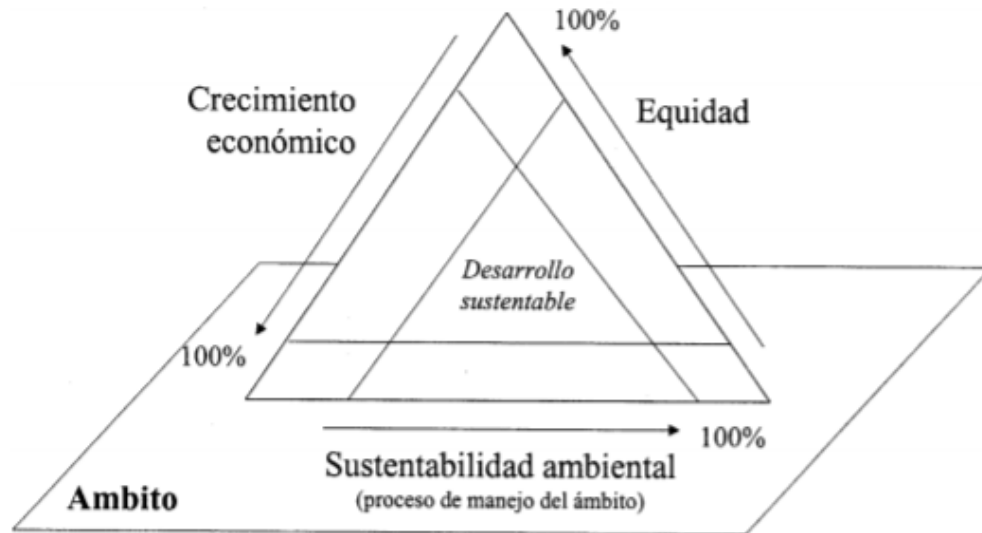 100%
Crecimiento
económico
Equidad
Desarrollo
sustentable
100%
100%
Sustentabilidad ambiental
(proceso de manejo del ámbito)
Ambito